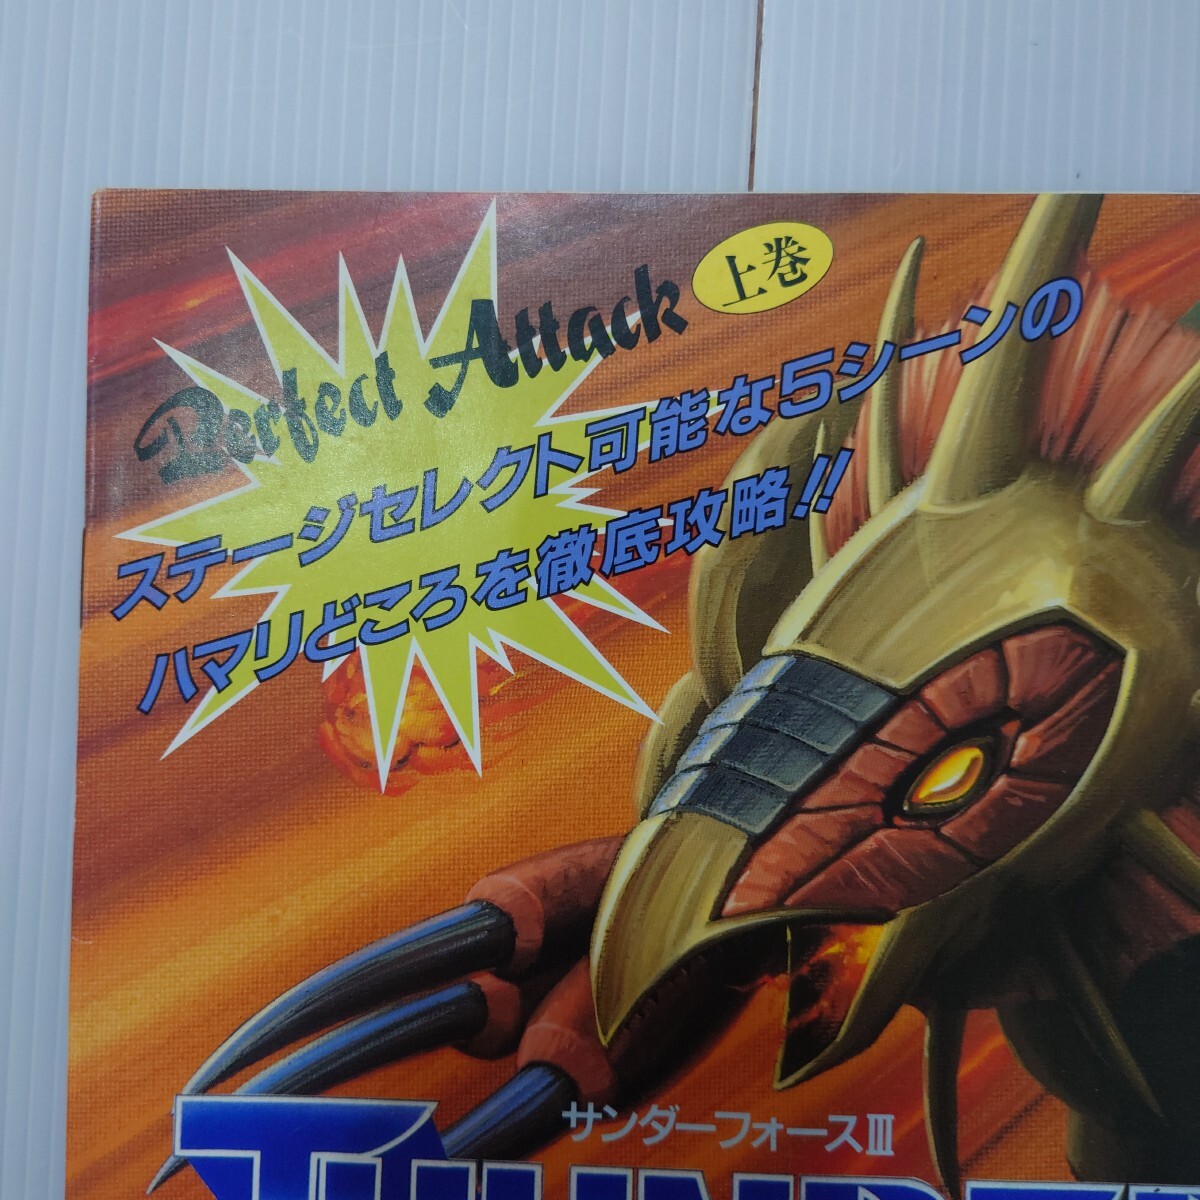 Perfect Attack 上巻
ステージセレクト可能な5シーンの
ハマリどころを徹底攻略!!
サンダーフォースIII